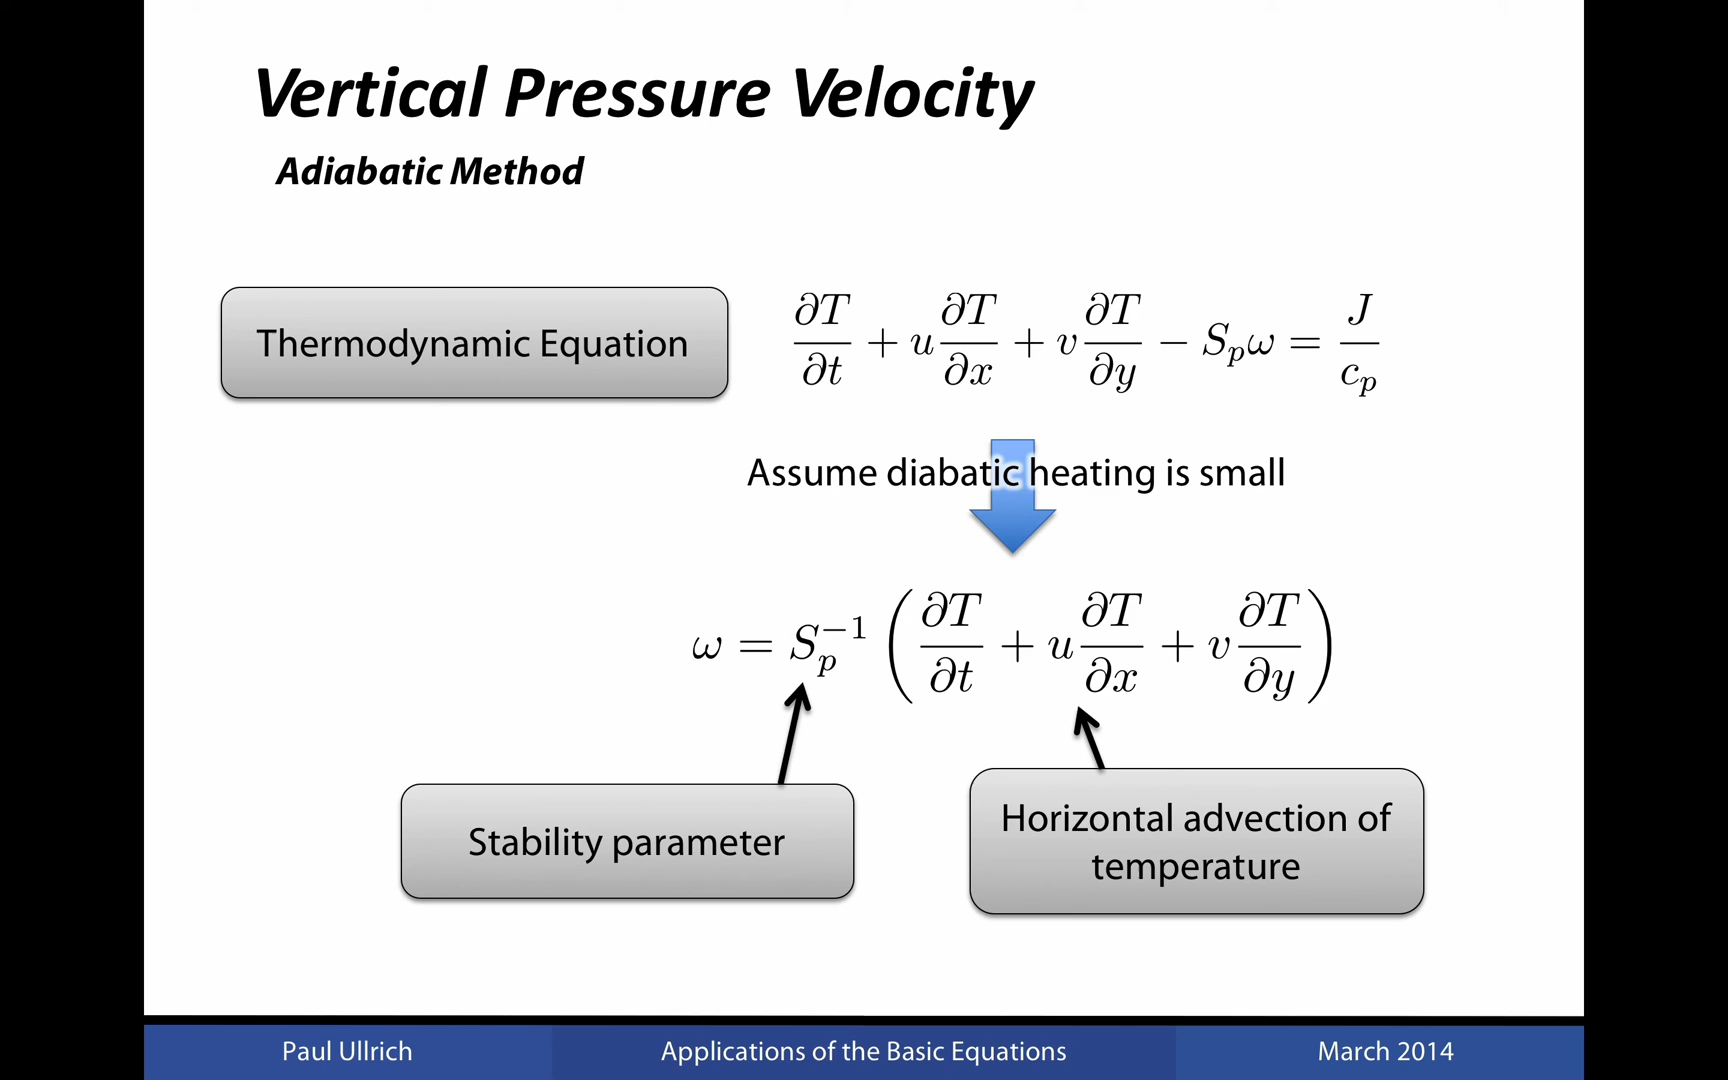 Vertical Pressure Velocity
Adiabatic Method
Thermodynamic Equation
∂T/∂t + u ∂T/∂x + v ∂T/∂y − S_p ω = J/c_p
Assume diabatic heating is small
ω = S_p^{−1} ( ∂T/∂t + u ∂T/∂x + v ∂T/∂y )
Stability parameter
Horizontal advection of
temperature
Paul Ullrich
Applications of the Basic Equations
March 2014